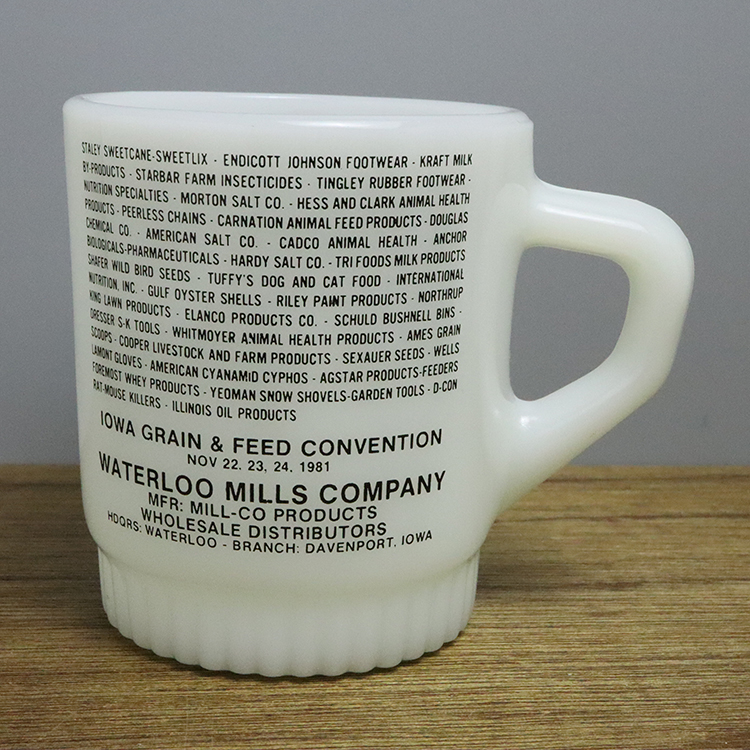 STALEY SWEETCANE-SWEETLIX - ENDICOTT JOHNSON FOOTWEAR - KRAFT MILK
BY-PRODUCTS - STARBAR FARM INSECTICIDES - TINGLEY RUBBER FOOTWEAR -
NUTRITION SPECIALTIES - MORTON SALT CO. - HESS AND CLARK ANIMAL HEALTH
PRODUCTS - PEERLESS CHAINS - CARNATION ANIMAL FEED PRODUCTS - DOUGLAS
CHEMICAL CO. - AMERICAN SALT CO. - CADCO ANIMAL HEALTH - ANCHOR
BIOLOGICALS-PHARMACEUTICALS - HARDY SALT CO. - TRI FOODS MILK PRODUCTS
SHAFER WILD BIRD SEEDS - TUFFY'S DOG AND CAT FOOD - INTERNATIONAL
NUTRITION, INC. - GULF OYSTER SHELLS - RILEY PAINT PRODUCTS - NORTHRUP
KING LAWN PRODUCTS - ELANCO PRODUCTS CO. - SCHULD BUSHNELL BINS -
DRESSER S-K TOOLS - WHITMOYER ANIMAL HEALTH PRODUCTS - AMES GRAIN
SCOOPS - COOPER LIVESTOCK AND FARM PRODUCTS - SEXAUER SEEDS - WELLS
LAMONT GLOVES - AMERICAN CYANAMID CYPHOS - AGSTAR PRODUCTS-FEEDERS
FOREMOST WHEY PRODUCTS - YEOMAN SNOW SHOVELS-GARDEN TOOLS - D-CON
RAT-MOUSE KILLERS - ILLINOIS OIL PRODUCTS
IOWA GRAIN & FEED CONVENTION
NOV 22, 23, 24, 1981
WATERLOO MILLS COMPANY
MFR: MILL-CO PRODUCTS
WHOLESALE DISTRIBUTORS
HDQRS: WATERLOO - BRANCH: DAVENPORT, IOWA